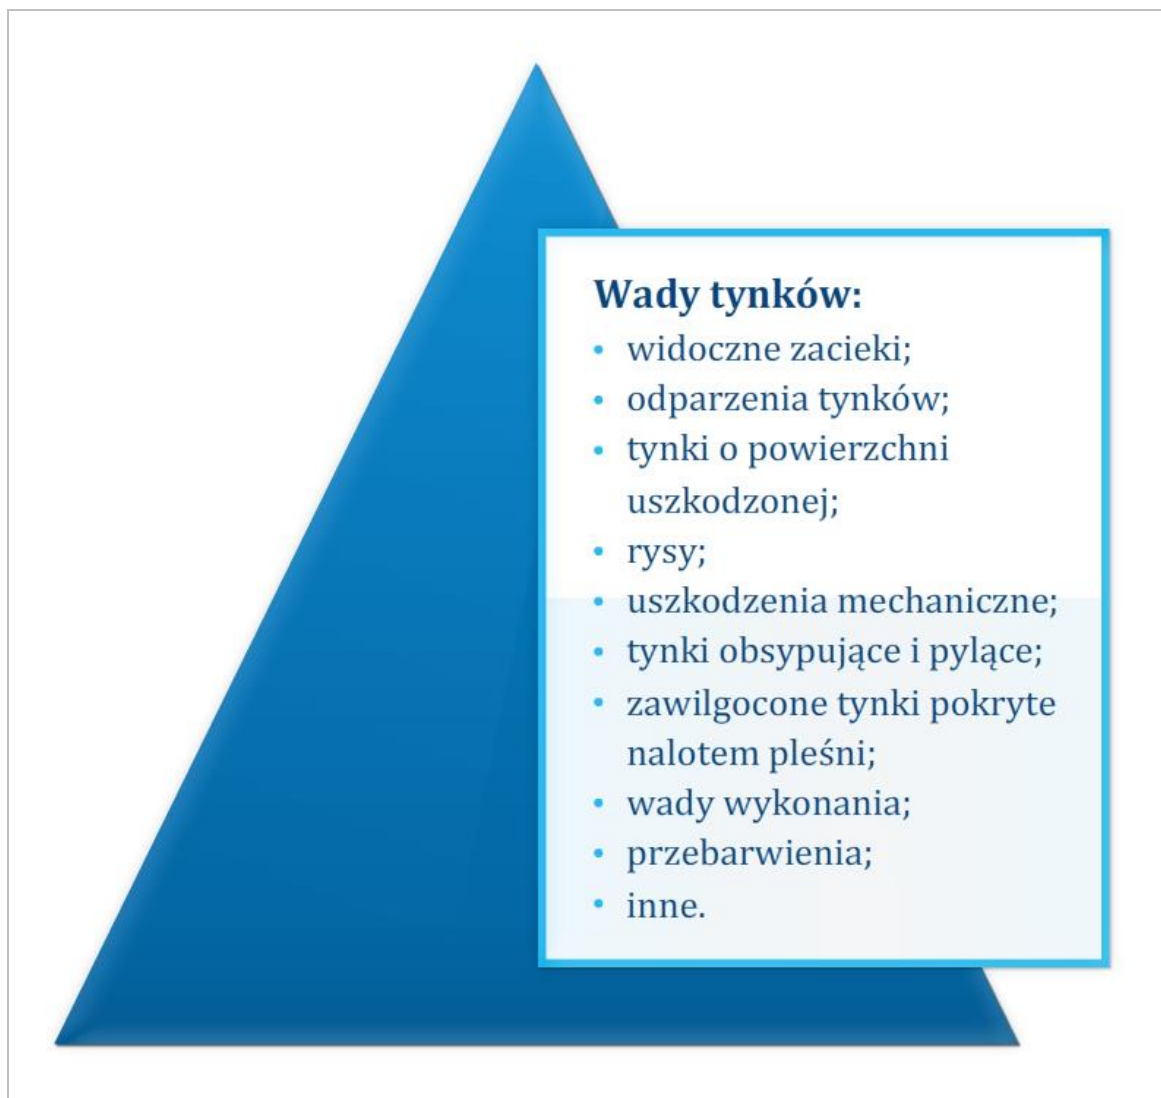 Wady tynków:
• widoczne zacieki;
• odparzenia tynków;
• tynki o powierzchni
uszkodzonej;
• rysy;
• uszkodzenia mechaniczne;
• tynki obsypujące i pylące;
• zawilgocone tynki pokryte
nalotem pleśni;
• wady wykonania;
• przebarwienia;
• inne.